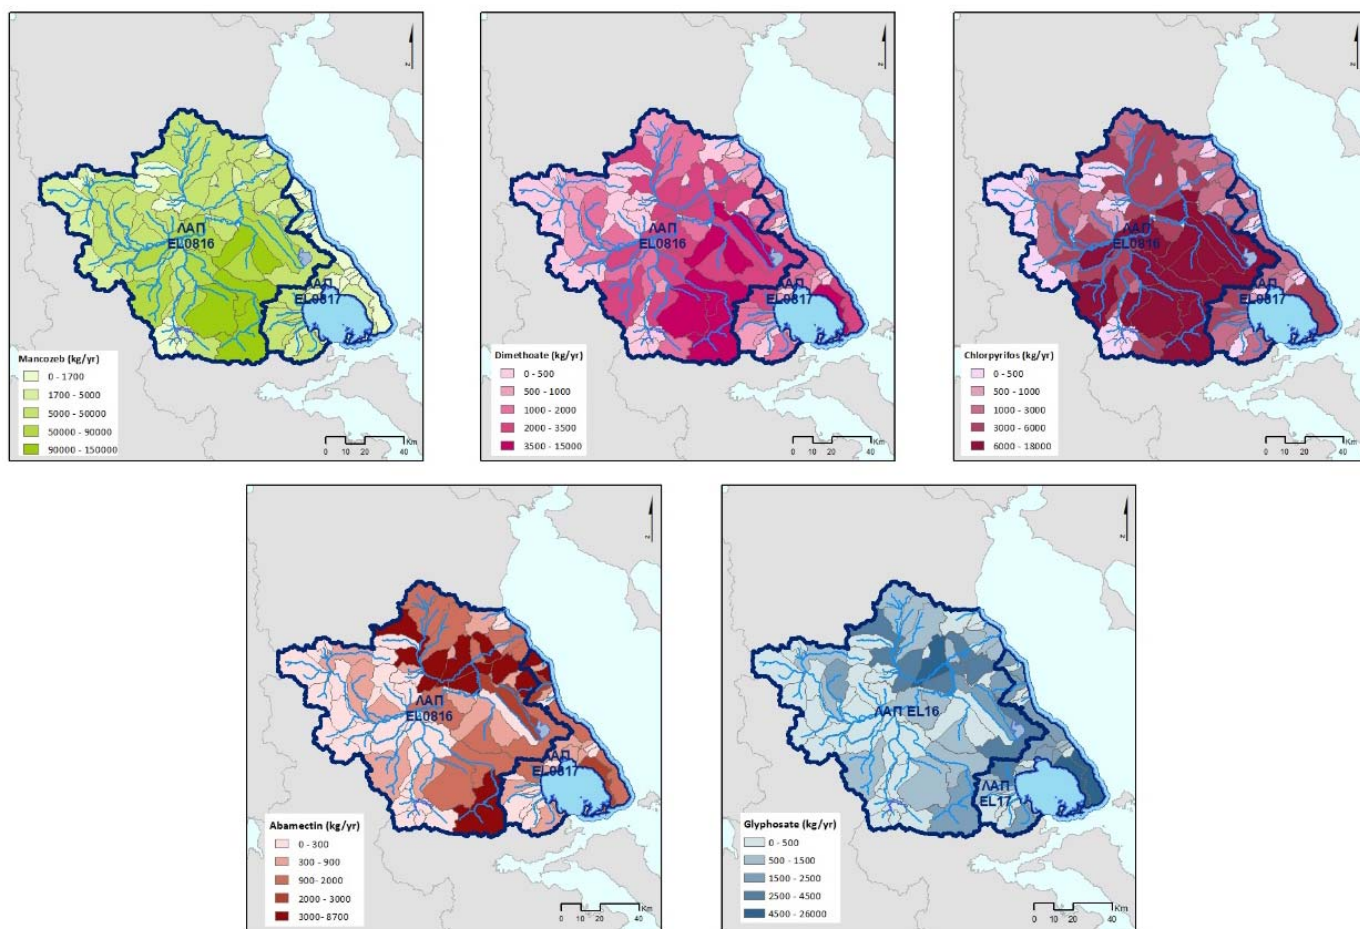 N
ΛΑΠ
EL0816
ΛΑΠ
EL0817
Mancozeb (kg/yr)
0 - 1700
1700 - 5000
5000 - 50000
50000 - 90000
90000 - 150000
Km
0 10 20 40
N
ΛΑΠ
EL0816
ΛΑΠ
EL0817
Dimethoate (kg/yr)
0 - 500
500 - 1000
1000 - 2000
2000 - 3500
3500 - 15000
Km
0 10 20 40
N
ΛΑΠ
EL0816
ΛΑΠ
EL0817
Chlorpyrifos (kg/yr)
0 - 500
500 - 1000
1000 - 3000
3000 - 6000
6000 - 18000
Km
0 10 20 40
N
ΛΑΠ
EL0816
ΛΑΠ
EL0817
Abamectin (kg/yr)
0 - 300
300 - 900
900- 2000
2000 - 3000
3000- 8700
Km
0 10 20 40
N
ΛΑΠ EL16
ΛΑΠ
EL17
Glyphosate (kg/yr)
0 - 500
500 - 1500
1500 - 2500
2500 - 4500
4500 - 26000
Km
0 10 20 40